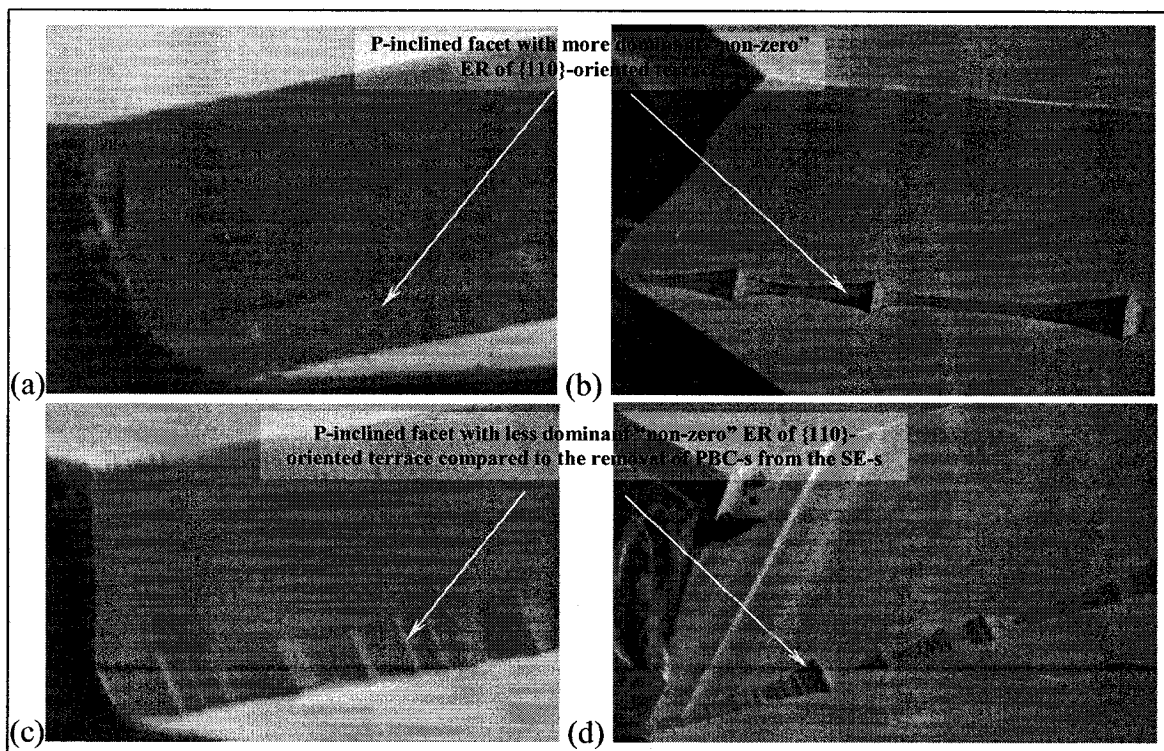 P-inclined facet with more dominant "non-zero"
ER of {110}-oriented terrace
(a)
(b)
P-inclined facet with less dominant "non-zero" ER of {110}-
oriented terrace compared to the removal of PBC-s from the SE-s
(c)
(d)